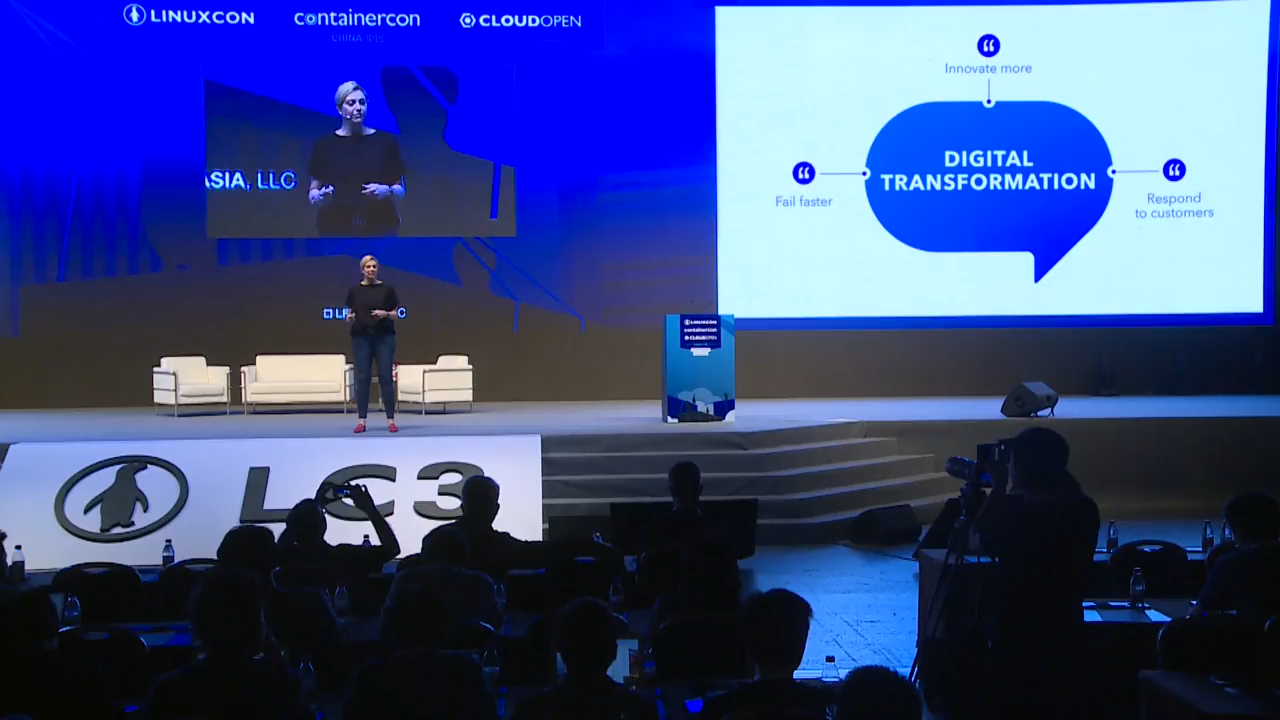 LINUXCON
containercon
CLOUDOPEN
CHINA 中国
ASIA, LLC
Innovate more
DIGITAL
TRANSFORMATION
Fail faster
Respond
to customers
LINUXCON
containercon
CLOUDOPEN
LC3